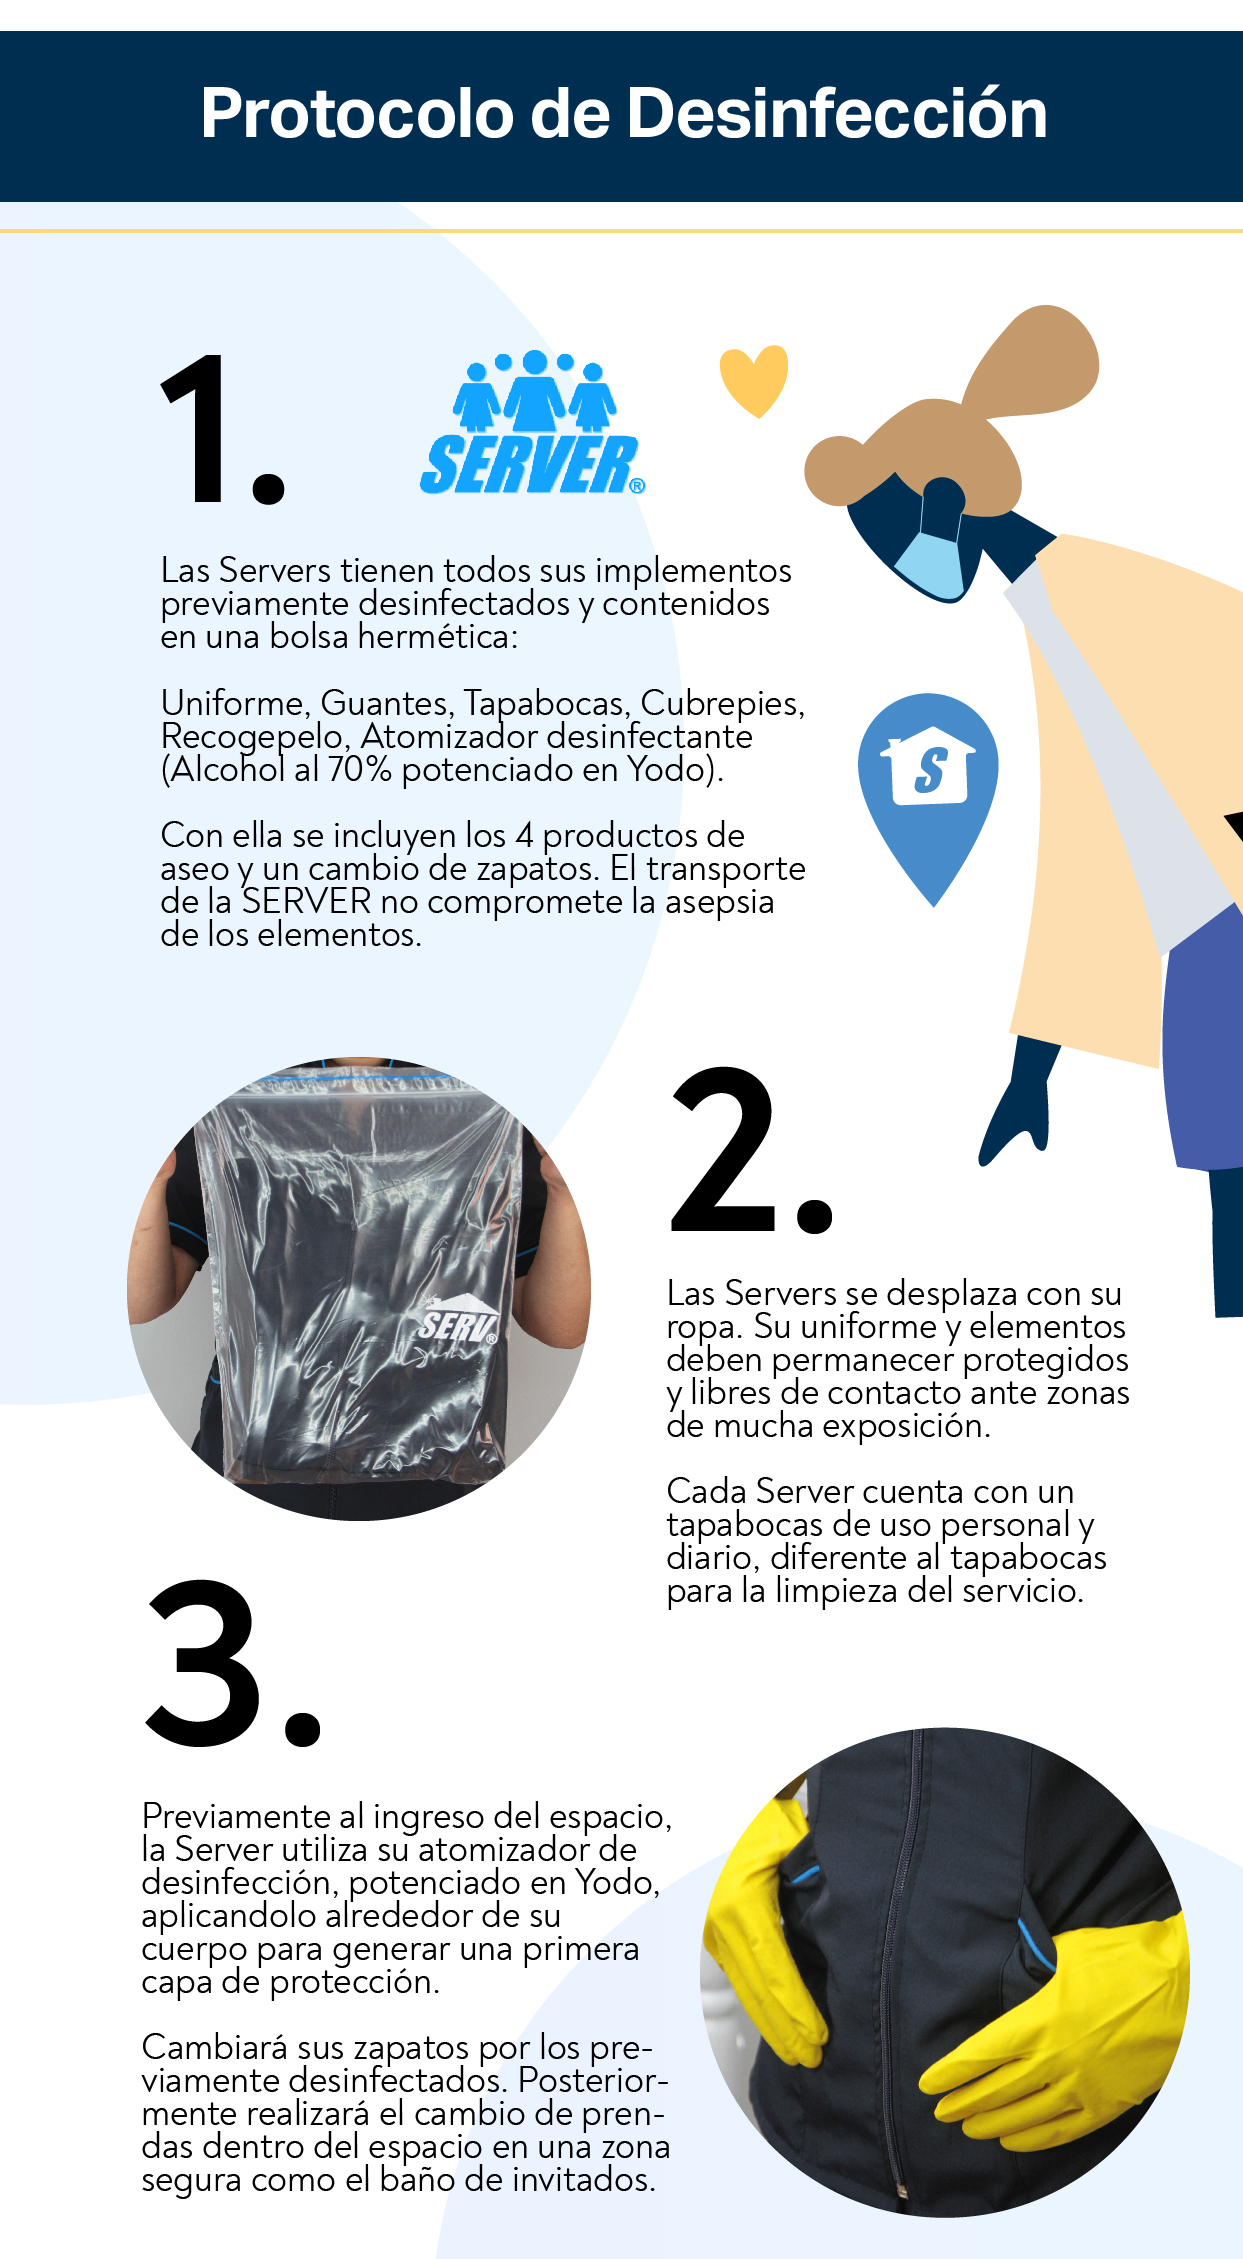 Protocolo de Desinfección
1.
SERVER®
Las Servers tienen todos sus implementos
previamente desinfectados y contenidos
en una bolsa hermética:
Uniforme, Guantes, Tapabocas, Cubrepies,
Recogepelo, Atomizador desinfectante
(Alcohol al 70% potenciado en Yodo).
Con ella se incluyen los 4 productos de
aseo y un cambio de zapatos. El transporte
de la SERVER no compromete la asepsia
de los elementos.
S
SERV®
2.
Las Servers se desplaza con su
ropa. Su uniforme y elementos
deben permanecer protegidos
y libres de contacto ante zonas
de mucha exposición.
Cada Server cuenta con un
tapabocas de uso personal y
diario, diferente al tapabocas
para la limpieza del servicio.
3.
Previamente al ingreso del espacio,
la Server utiliza su atomizador de
desinfección, potenciado en Yodo,
aplicandolo alrededor de su
cuerpo para generar una primera
capa de protección.
Cambiará sus zapatos por los pre-
viamente desinfectados. Posterior-
mente realizará el cambio de pren-
das dentro del espacio en una zona
segura como el baño de invitados.